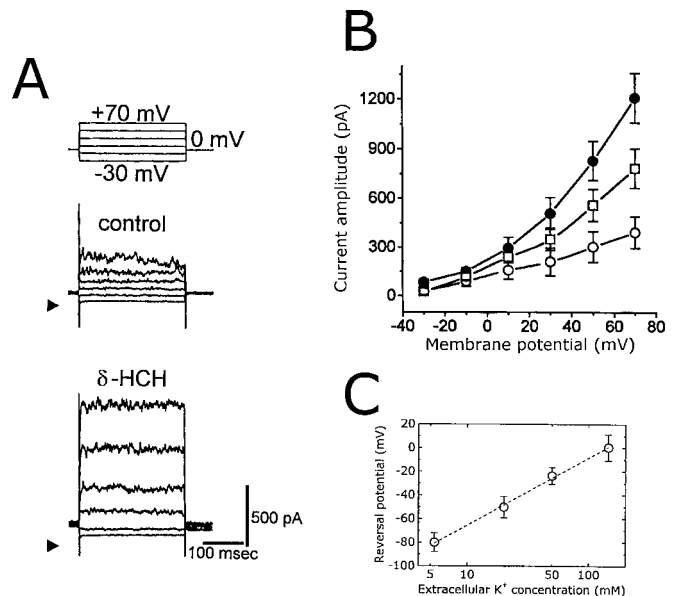 A
+70 mV
0 mV
-30 mV
control
δ-HCH
500 pA
100 msec
B
Current amplitude (pA)
1200
900
600
300
0
-40 -20 0 20 40 60 80
Membrane potential (mV)
C
Reversal potential (mV)
20
0
-20
-40
-60
-80
-100
5 10 50 100
Extracellular K⁺ concentration (mM)